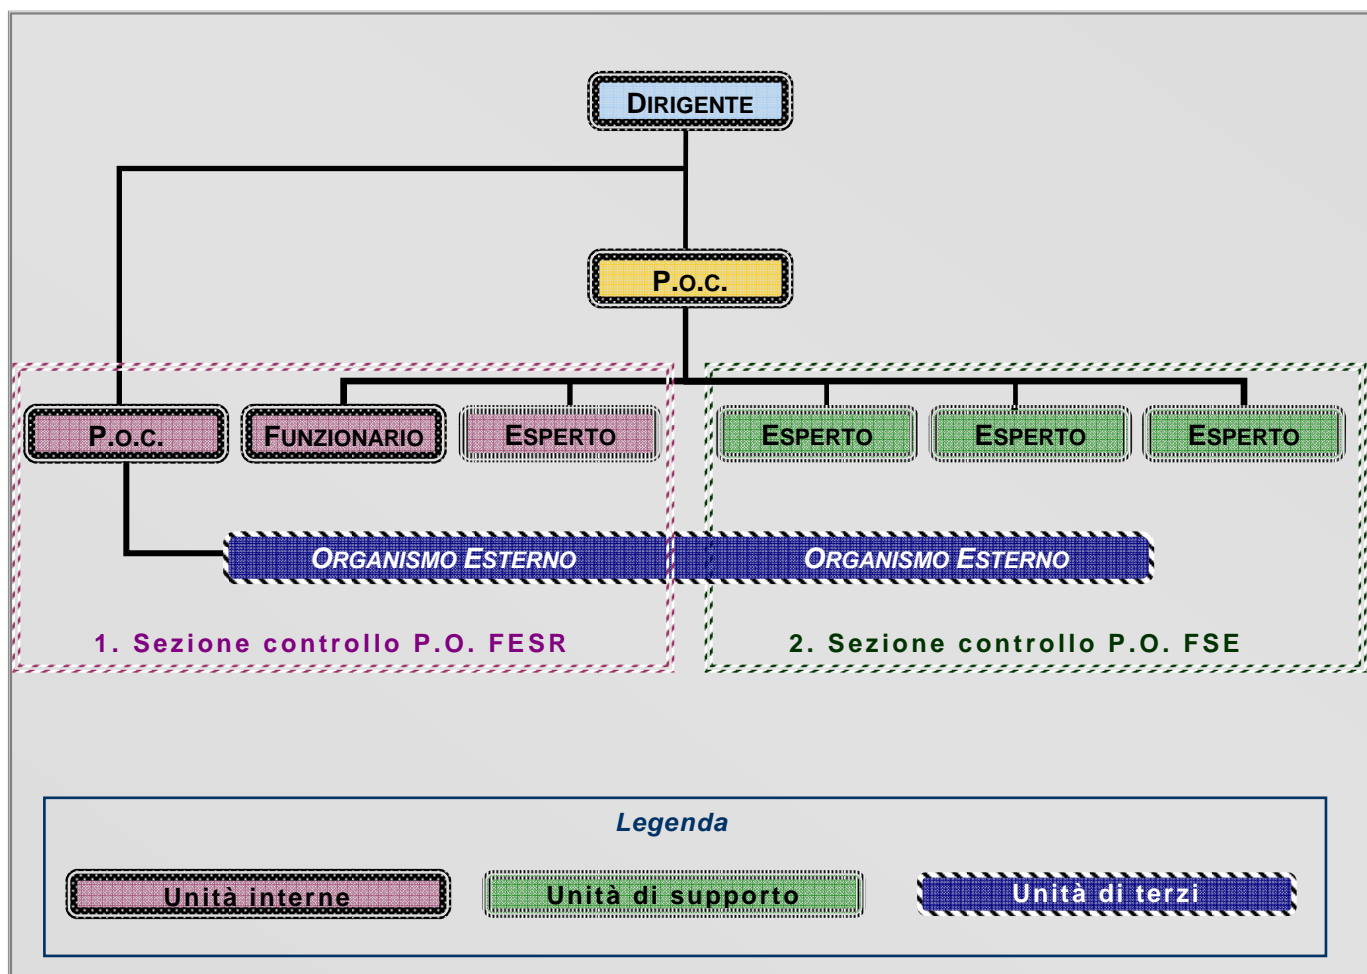 DIRIGENTE
P.O.C.
P.O.C.
FUNZIONARIO
ESPERTO
ESPERTO
ESPERTO
ESPERTO
ORGANISMO ESTERNO
ORGANISMO ESTERNO
1. Sezione controllo P.O. FESR
2. Sezione controllo P.O. FSE
Legenda
Unità interne
Unità di supporto
Unità di terzi